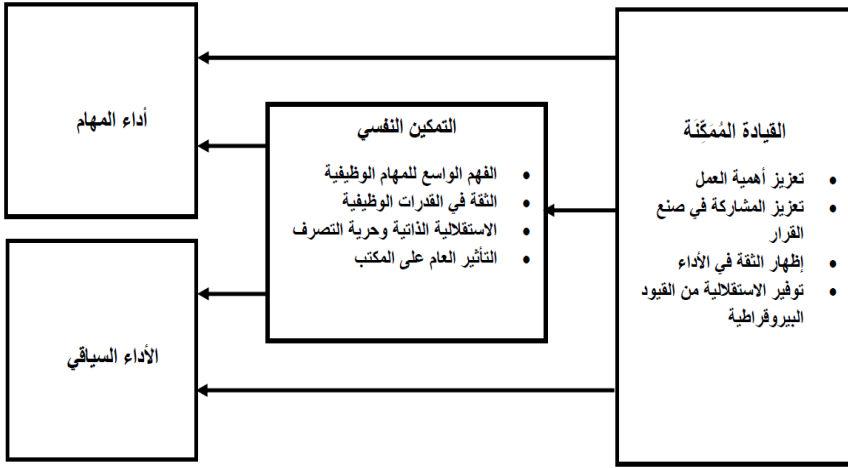 القيادة المُمَكِّنَة
تعزيز أهمية العمل
تعزيز المشاركة في صنع
القرار
إظهار الثقة في الأداء
توفير الاستقلالية من القيود
البيروقراطية
التمكين النفسي
الفهم الواسع للمهام الوظيفية
الثقة في القدرات الوظيفية
الاستقلالية الذاتية وحرية التصرف
التأثير العام على المكتب
أداء المهام
الأداء السياقي